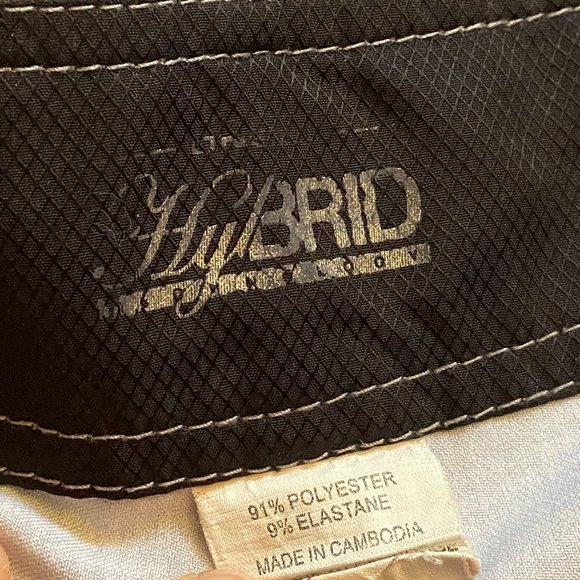 HyBRID
91% POLYESTER
9% ELASTANE
MADE IN CAMBODIA